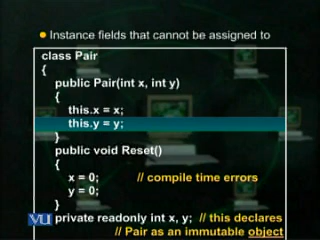 Instance fields that cannot be assigned to
class Pair
{
public Pair(int x, int y)
{
this.x = x;
this.y = y;
}
public void Reset()
{
x = 0; // compile time errors
y = 0;
}
private readonly int x, y; // this declares
// Pair as an immutable object
VU